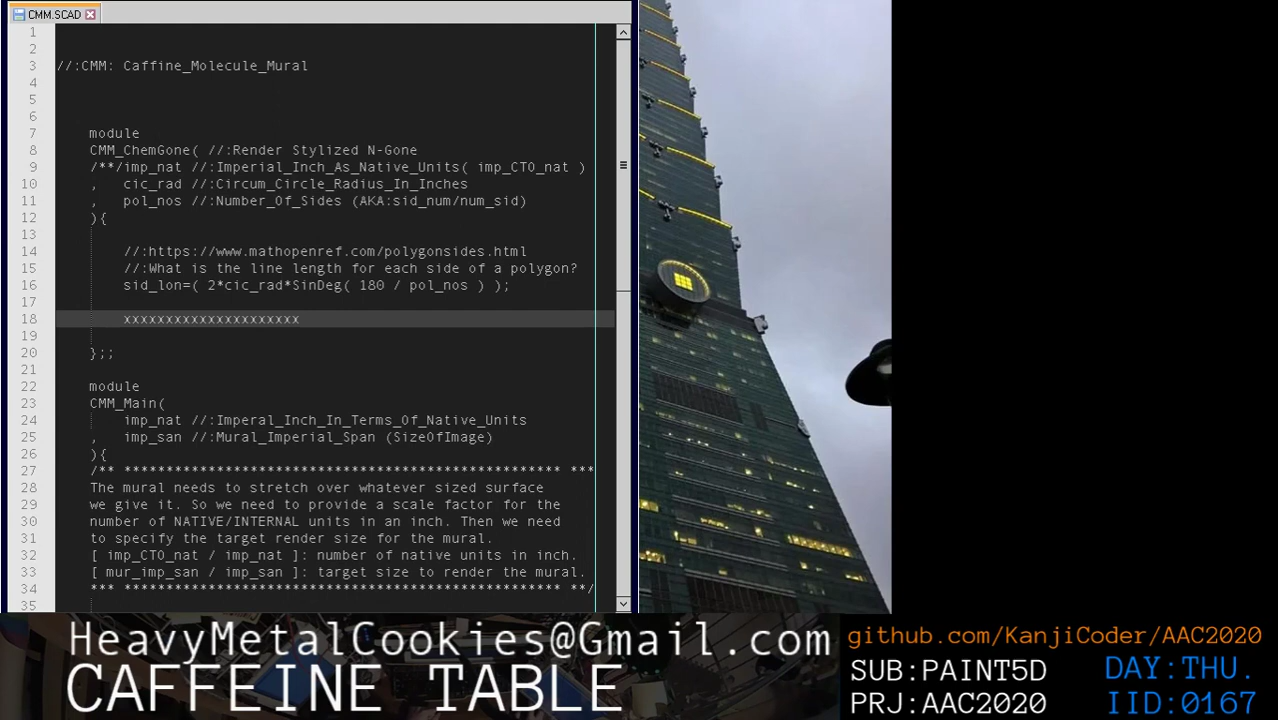 CMM.SCAD
1
2
3 //:CMM: Caffine_Molecule_Mural
4
5
6
7 module
8 CMM_ChemGone( //:Render Stylized N-Gone
9 /**/imp_nat //:Imperial_Inch_As_Native_Units( imp_CTO_nat )
10 , cic_rad //:Circum_Circle_Radius_In_Inches
11 , pol_nos //:Number_Of_Sides (AKA:sid_num/num_sid)
12 ){
13
14 //:https://www.mathopenref.com/polygonsides.html
15 //:What is the line length for each side of a polygon?
16 sid_lon=( 2*cic_rad*SinDeg( 180 / pol_nos ) );
17
18 xxxxxxxxxxxxxxxxxxxxx
19
20 };;
21
22 module
23 CMM_Main(
24 imp_nat //:Imperal_Inch_In_Terms_Of_Native_Units
25 , imp_san //:Mural_Imperial_Span (SizeOfImage)
26 ){
27 /** **************************************************** ***
28 The mural needs to stretch over whatever sized surface
29 we give it. So we need to provide a scale factor for the
30 number of NATIVE/INTERNAL units in an inch. Then we need
31 to specify the target render size for the mural.
32 [ imp_CTO_nat / imp_nat ]: number of native units in inch.
33 [ mur_imp_san / imp_san ]: target size to render the mural.
34 *** **************************************************** **/
35
HeavyMetalCookies@Gmail.com
CAFFEINE TABLE
github.com/KanjiCoder/AAC2020
SUB:PAINT5D DAY:THU.
PRJ:AAC2020 IID:0167